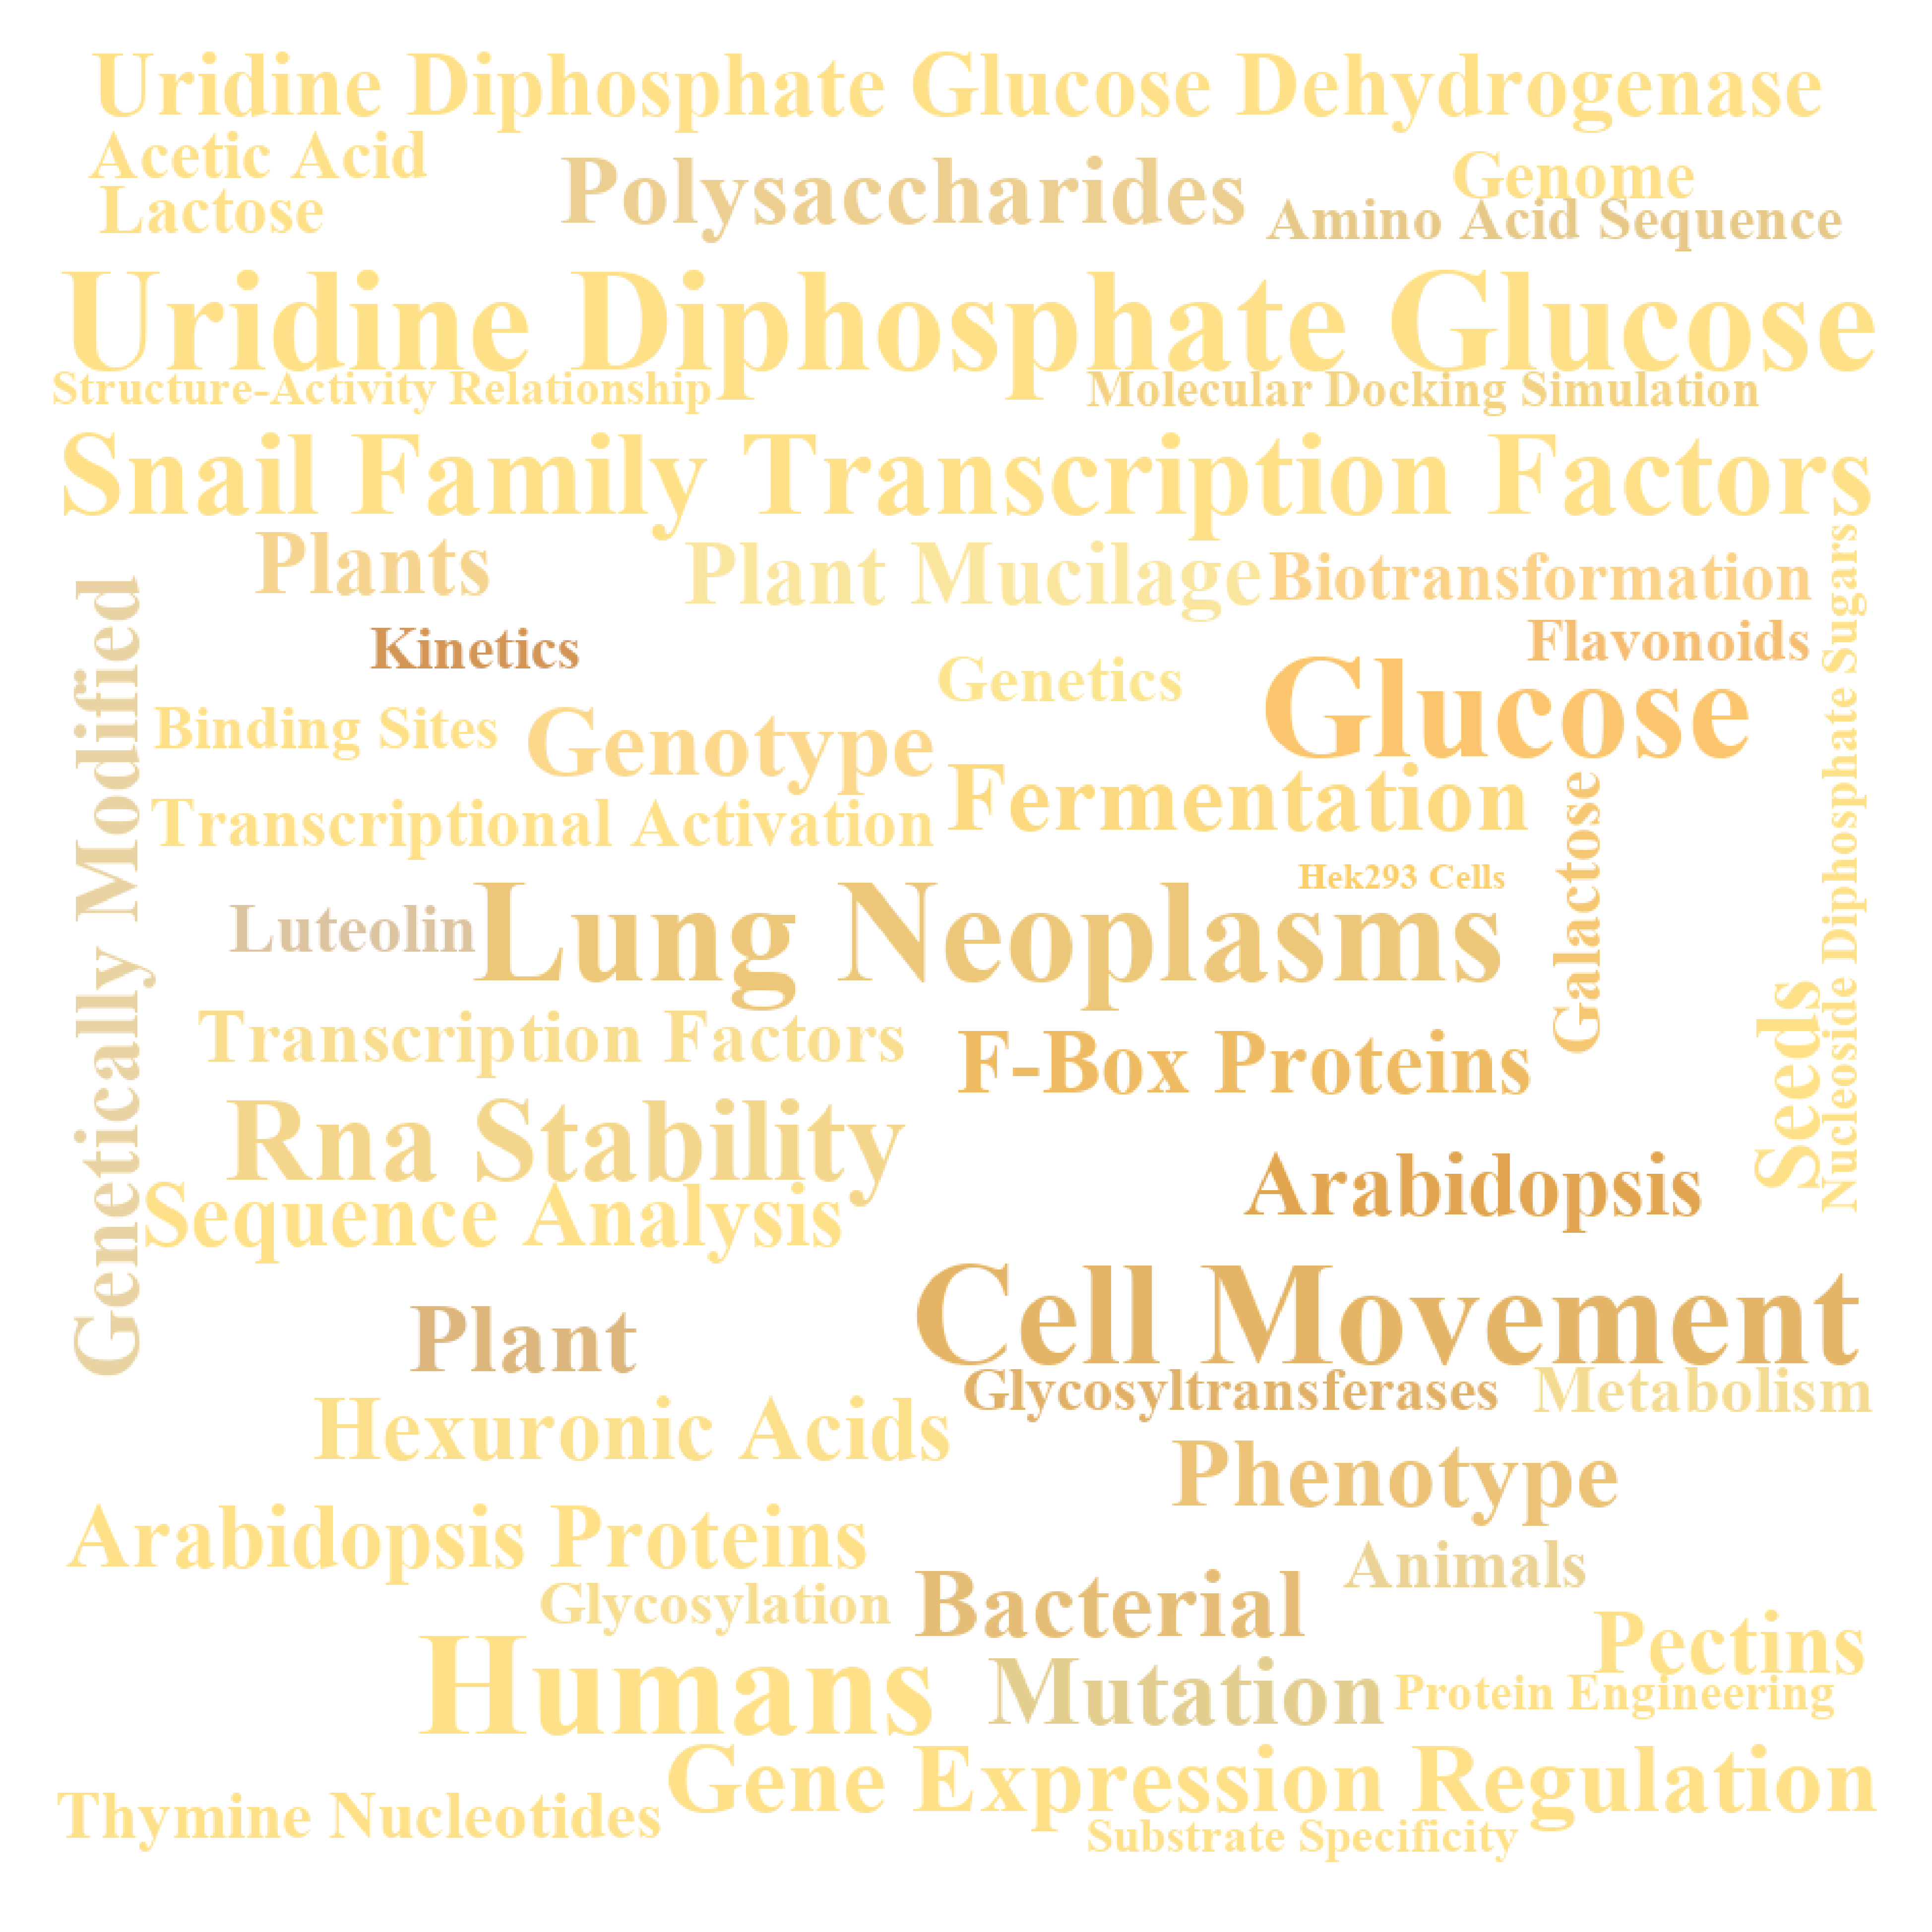 Uridine Diphosphate Glucose Dehydrogenase
Acetic Acid
Polysaccharides
Genome
Lactose
Amino Acid Sequence
Uridine Diphosphate Glucose
Structure-Activity Relationship
Molecular Docking Simulation
Snail Family Transcription Factors
Plants
Plant Mucilage
Biotransformation
Nucleoside Diphosphate Sugars
Genetically Modified
Kinetics
Flavonoids
Genetics
Glucose
Binding Sites
Genotype
Fermentation
Transcriptional Activation
Galactose
Hek293 Cells
Luteolin
Lung Neoplasms
Seeds
Transcription Factors
F-Box Proteins
Rna Stability
Arabidopsis
Sequence Analysis
Cell Movement
Plant
Glycosyltransferases
Metabolism
Hexuronic Acids
Phenotype
Arabidopsis Proteins
Animals
Glycosylation
Bacterial
Pectins
Humans
Mutation
Protein Engineering
Gene Expression Regulation
Thymine Nucleotides
Substrate Specificity